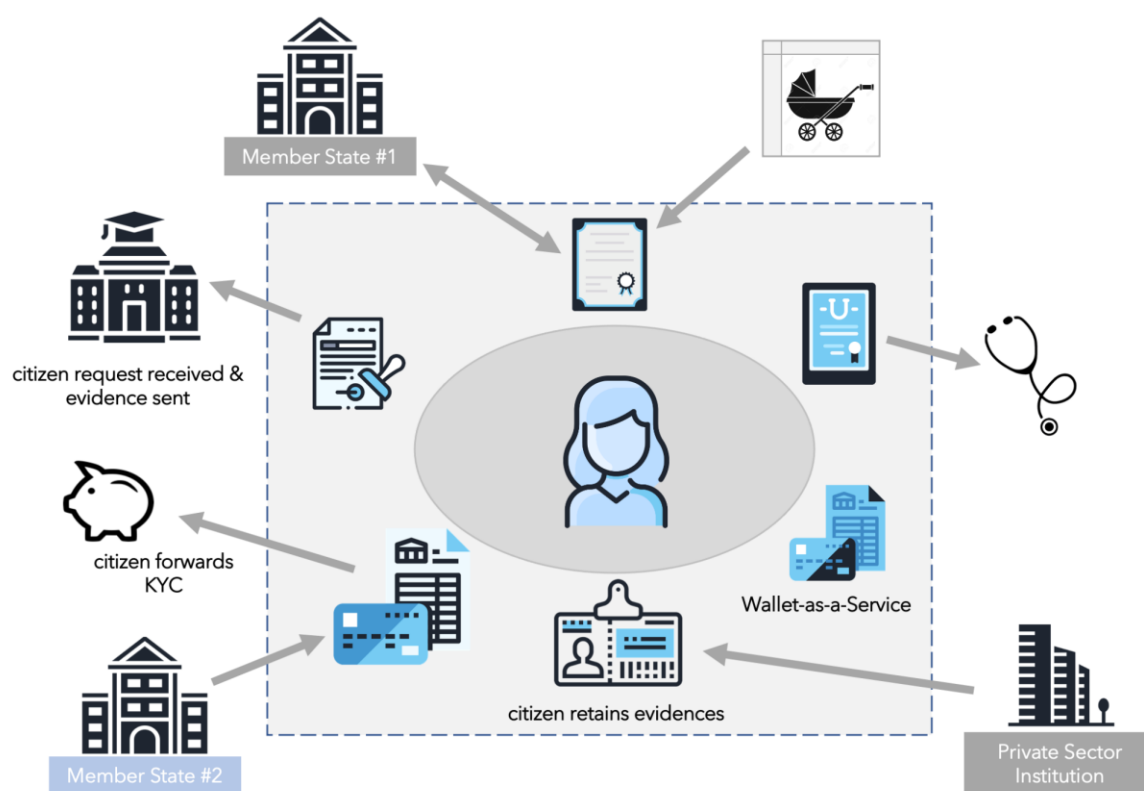 Member State #1
citizen request received &
evidence sent
citizen forwards
KYC
Wallet-as-a-Service
citizen retains evidences
Member State #2
Private Sector
Institution